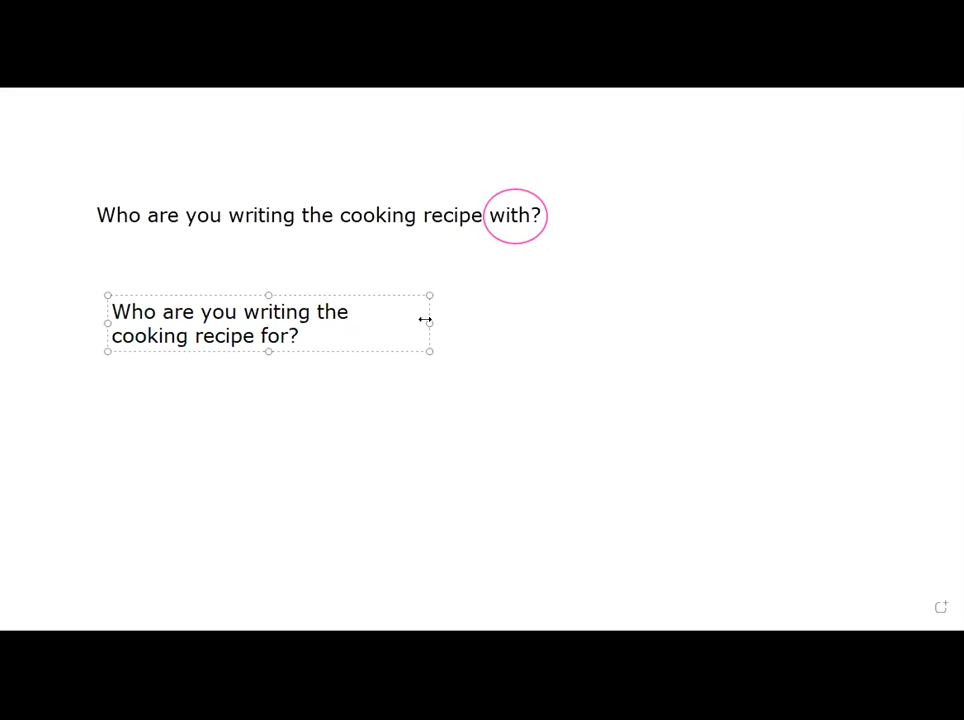 Who are you writing the cooking recipe with?
Who are you writing the
cooking recipe for?